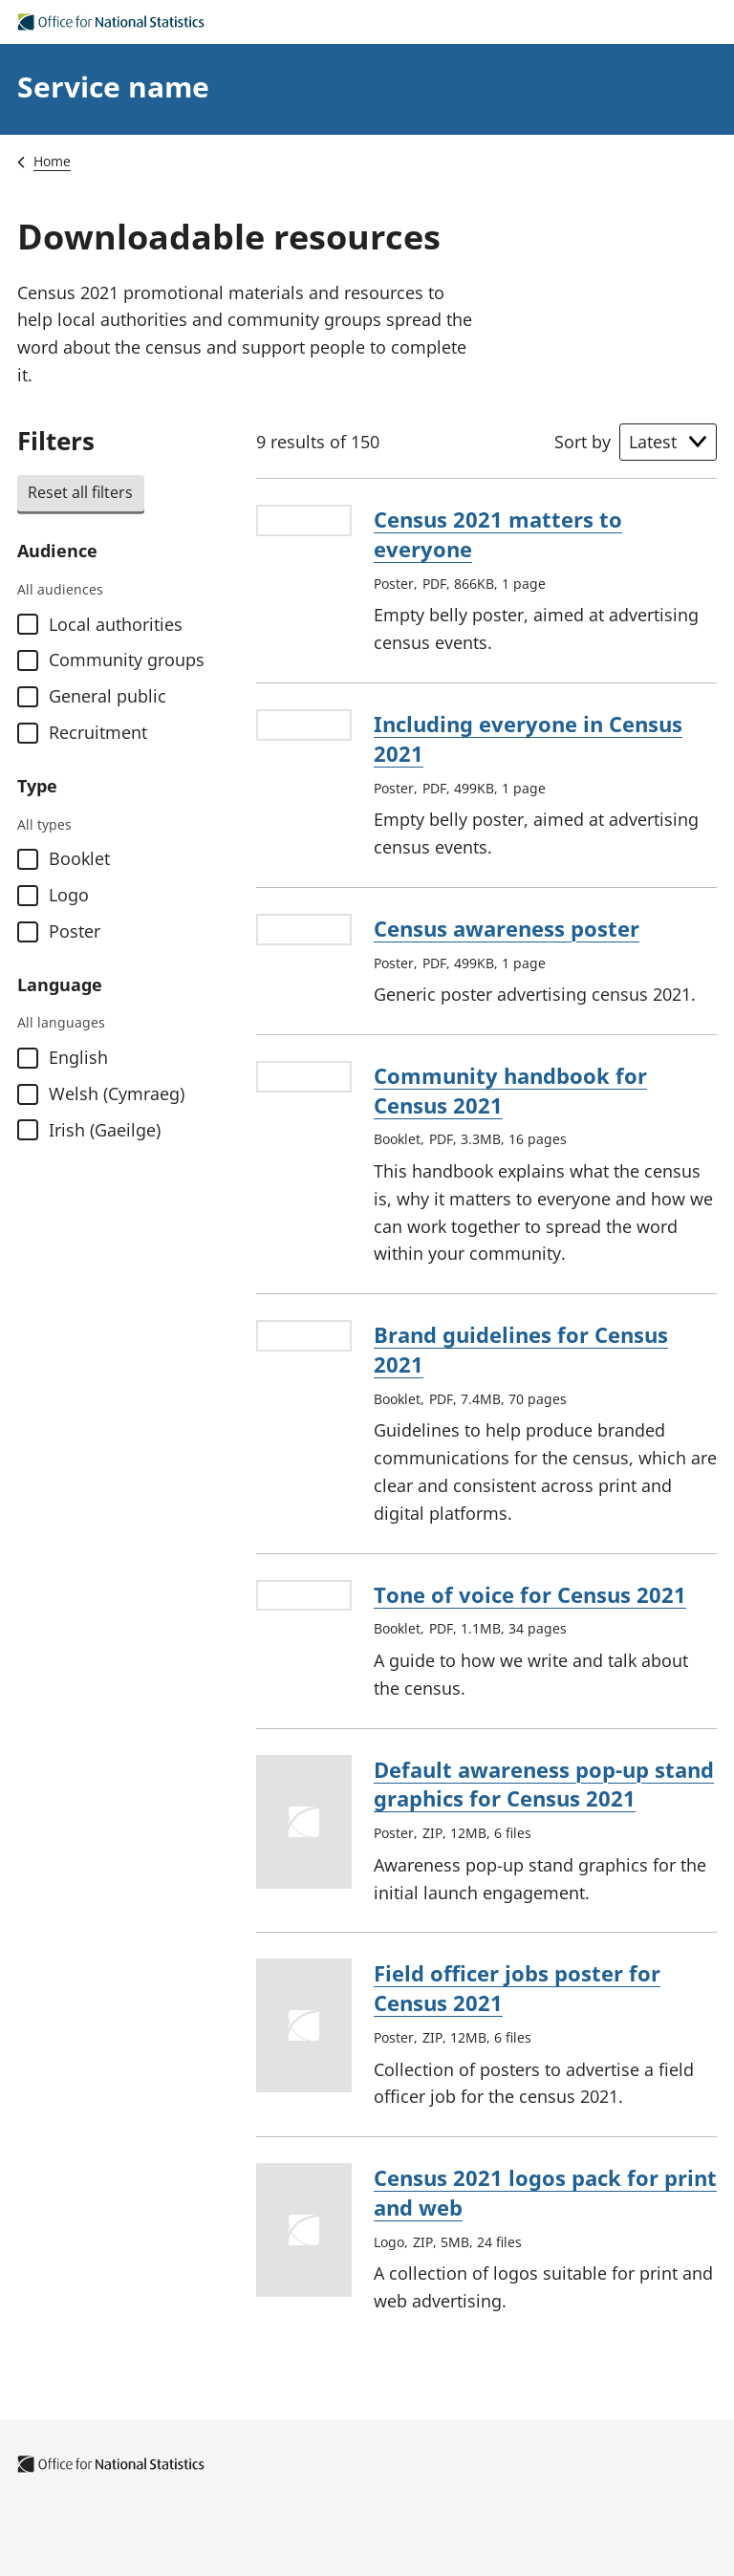 Office for National Statistics
Service name
Home
Downloadable resources
Census 2021 promotional materials and resources to
help local authorities and community groups spread the
word about the census and support people to complete
it.
Filters
Reset all filters
Audience
All audiences
Local authorities
Community groups
General public
Recruitment
Type
All types
Booklet
Logo
Poster
Language
All languages
English
Welsh (Cymraeg)
Irish (Gaeilge)
9 results of 150
Sort by Latest
Census 2021 matters to
everyone
Poster, PDF, 866KB, 1 page
Empty belly poster, aimed at advertising
census events.
Including everyone in Census
2021
Poster, PDF, 499KB, 1 page
Empty belly poster, aimed at advertising
census events.
Census awareness poster
Poster, PDF, 499KB, 1 page
Generic poster advertising census 2021.
Community handbook for
Census 2021
Booklet, PDF, 3.3MB, 16 pages
This handbook explains what the census
is, why it matters to everyone and how we
can work together to spread the word
within your community.
Brand guidelines for Census
2021
Booklet, PDF, 7.4MB, 70 pages
Guidelines to help produce branded
communications for the census, which are
clear and consistent across print and
digital platforms.
Tone of voice for Census 2021
Booklet, PDF, 1.1MB, 34 pages
A guide to how we write and talk about
the census.
Default awareness pop-up stand
graphics for Census 2021
Poster, ZIP, 12MB, 6 files
Awareness pop-up stand graphics for the
initial launch engagement.
Field officer jobs poster for
Census 2021
Poster, ZIP, 12MB, 6 files
Collection of posters to advertise a field
officer job for the census 2021.
Census 2021 logos pack for print
and web
Logo, ZIP, 5MB, 24 files
A collection of logos suitable for print and
web advertising.
Office for National Statistics